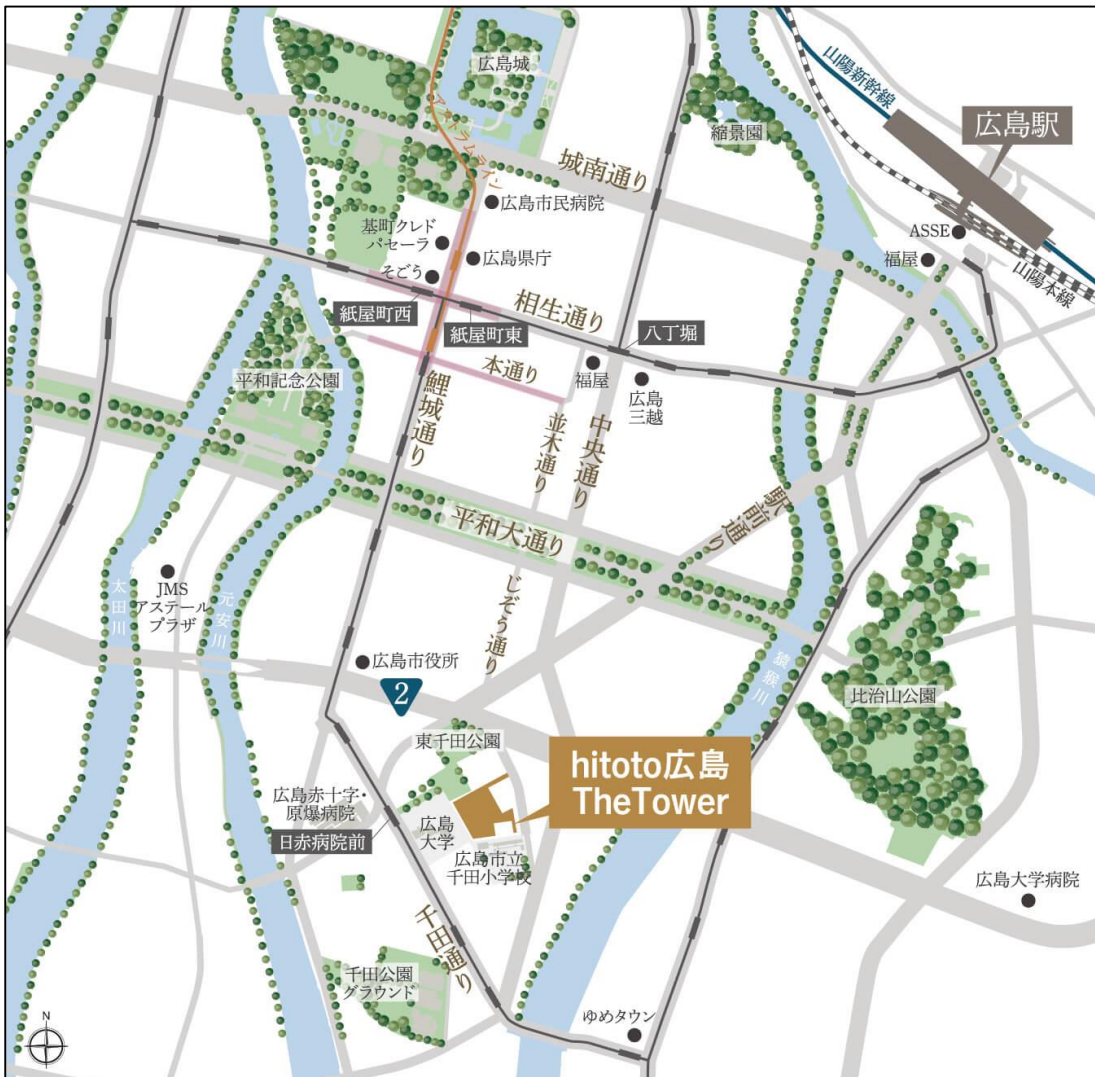 広島城
山陽新幹線
縮景園
広島駅
アストラムライン
城南通り
広島市民病院
ASSE
基町クレド
パセーラ
広島県庁
福屋
そごう
山陽本線
紙屋町西
相生通り
紙屋町東
八丁堀
本通り
福屋
平和記念公園
広島
三越
鯉城通り
並木通り
中央通り
駅前通り
平和大通り
JMS
アステール
プラザ
太田川
元安川
じぞう通り
広島市役所
2
猿猴川
比治山公園
東千田公園
hitoto広島
TheTower
広島赤十字・
原爆病院
日赤病院前
広島
大学
広島市立
千田小学校
広島大学病院
千田通り
千田公園
グラウンド
ゆめタウン
N